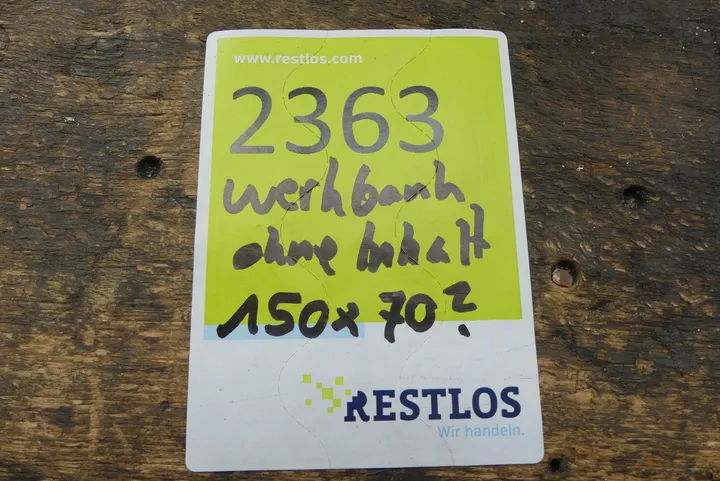 www.restlos.com
2363
Werkbank
ohne Inhalt
150x70?
RESTLOS
Wir handeln.